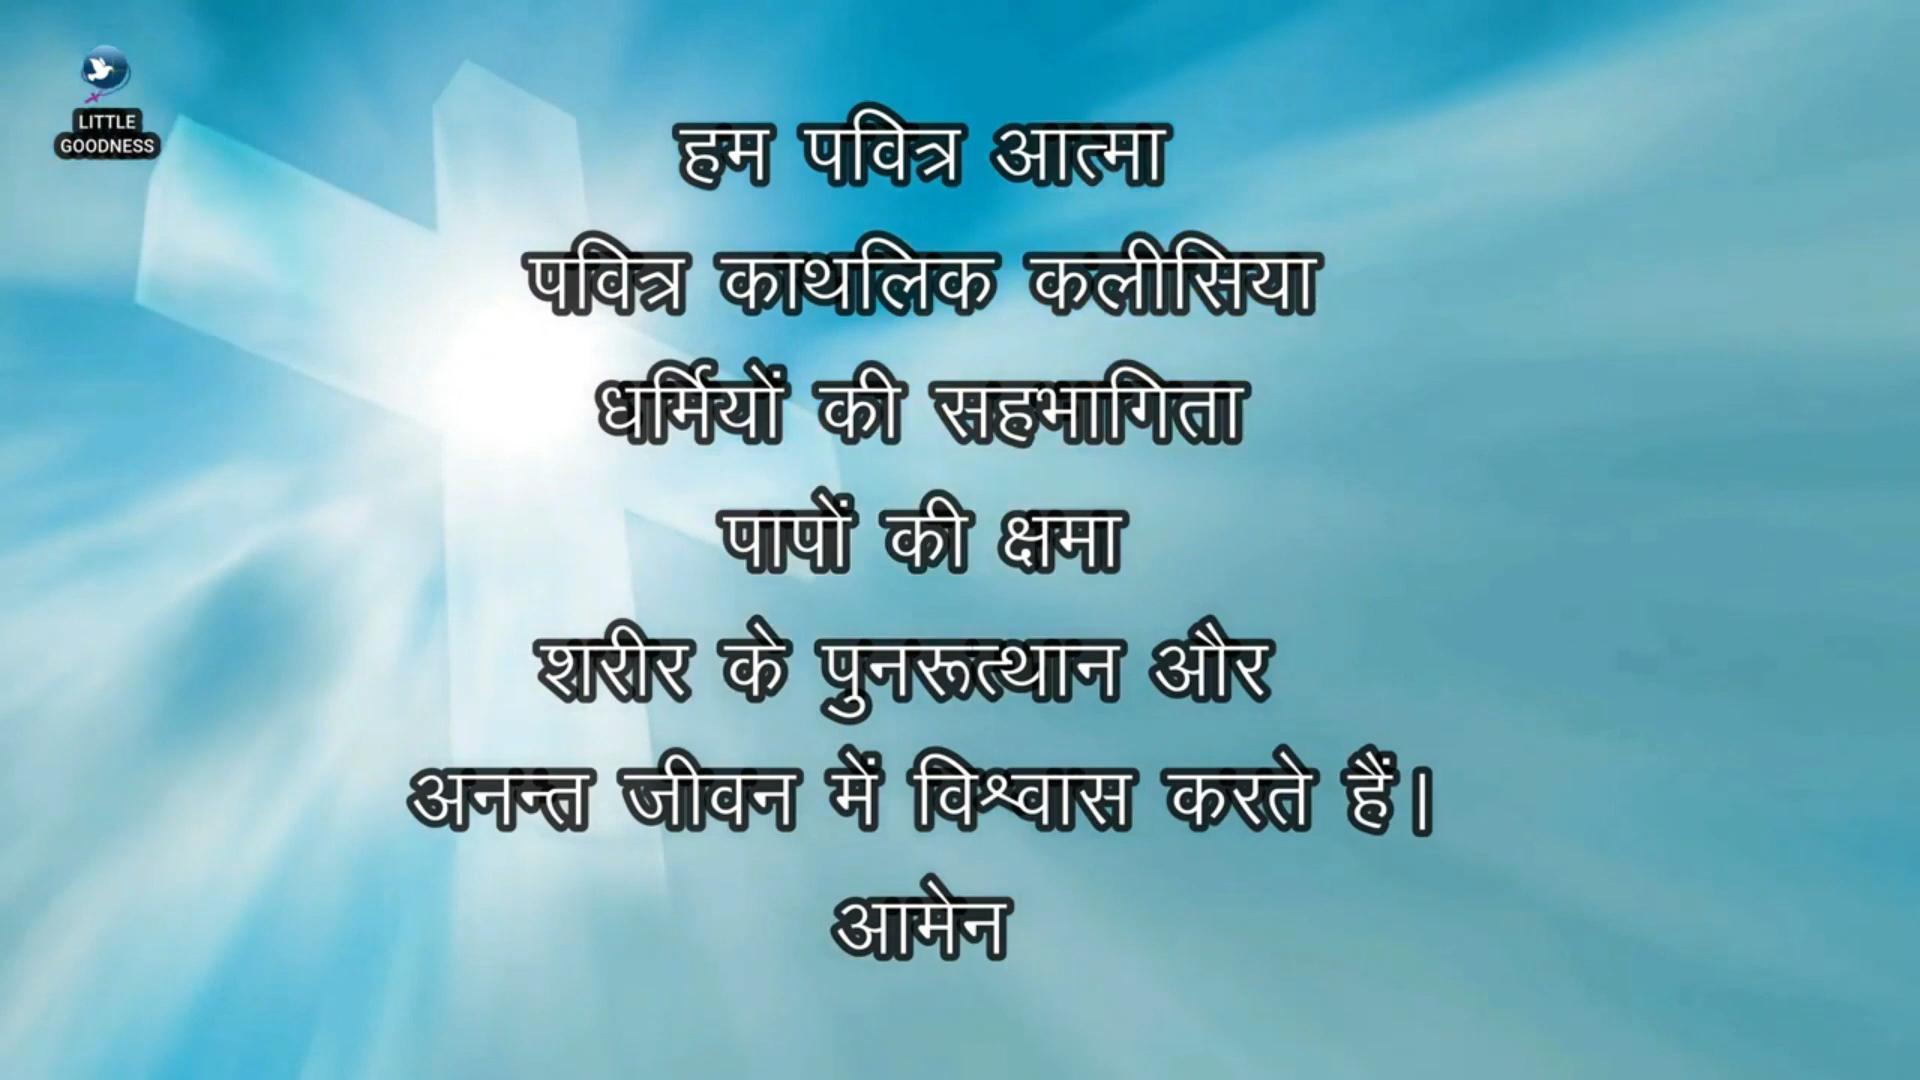 LITTLE
GOODNESS
हम पवित्र आत्मा
पवित्र काथलिक कलीसिया
धर्मियों की सहभागिता
पापों की क्षमा
शरीर के पुनरूत्थान और
अनन्त जीवन में विश्वास करते हैं।
आमेन